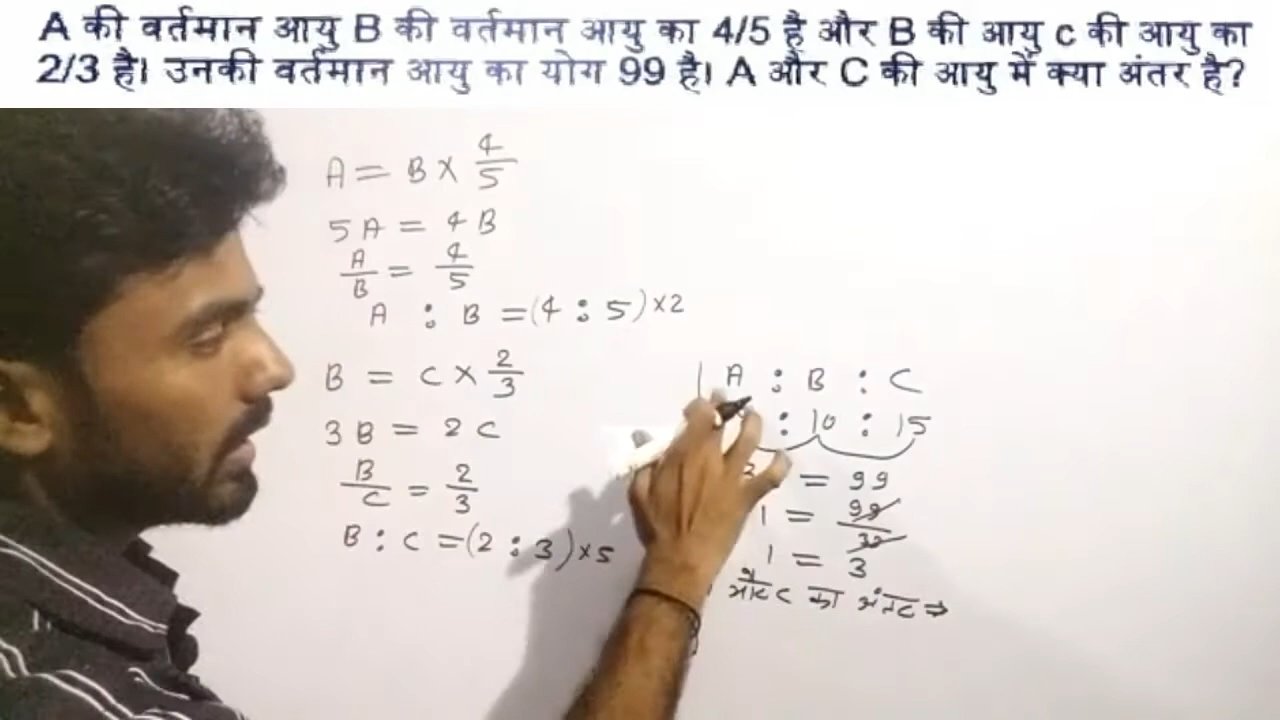 A की वर्तमान आयु B की वर्तमान आयु का 4/5 है और B की आयु c की आयु का
2/3 है। उनकी वर्तमान आयु का योग 99 है। A और C की आयु में क्या अंतर है?
A = B × 4/5
5A = 4B
A/B = 4/5
A : B = (4 : 5) × 2
B = C × 2/3
3B = 2C
B/C = 2/3
B : C = (2 : 3) × 5
A : B : C
: 10 : 15
= 99
1 = 99/33
1 = 3
और C का अंतर ⇒